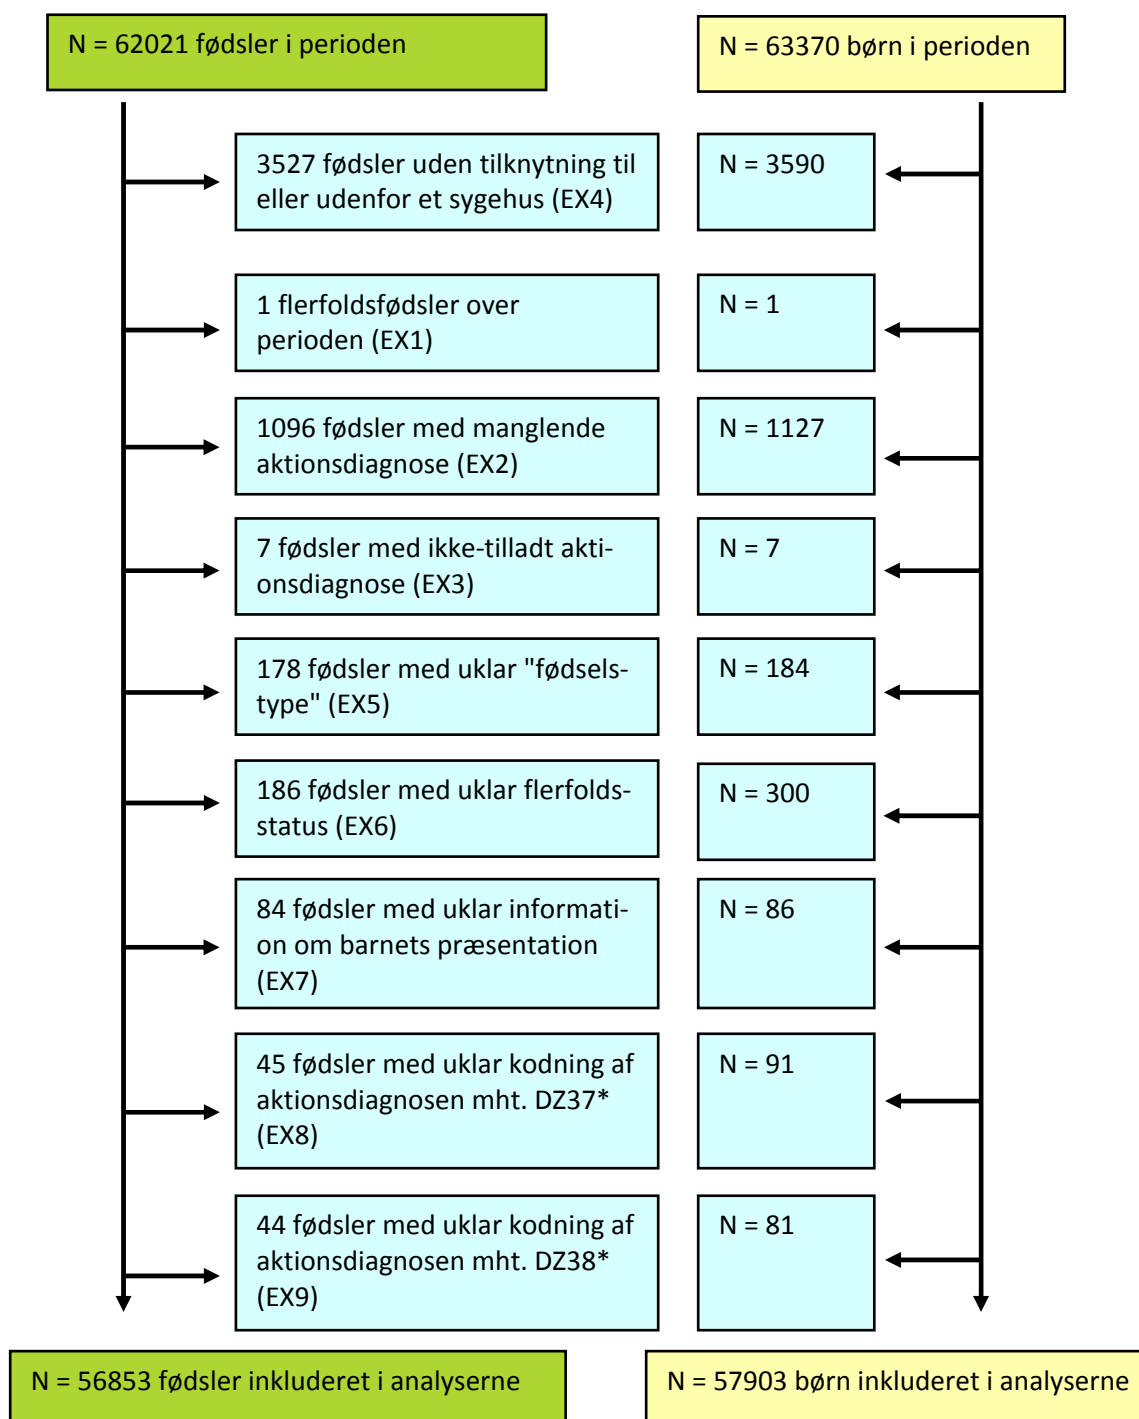 N = 62021 fødsler i perioden
N = 63370 børn i perioden
3527 fødsler uden tilknytning til
eller udenfor et sygehus (EX4)
N = 3590
1 flerfoldsfødsler over
perioden (EX1)
N = 1
1096 fødsler med manglende
aktionsdiagnose (EX2)
N = 1127
7 fødsler med ikke-tilladt akti-
onsdiagnose (EX3)
N = 7
178 fødsler med uklar "fødsels-
type" (EX5)
N = 184
186 fødsler med uklar flerfolds-
status (EX6)
N = 300
84 fødsler med uklar informati-
on om barnets præsentation
(EX7)
N = 86
45 fødsler med uklar kodning af
aktionsdiagnosen mht. DZ37*
(EX8)
N = 91
44 fødsler med uklar kodning af
aktionsdiagnosen mht. DZ38*
(EX9)
N = 81
N = 56853 fødsler inkluderet i analyserne
N = 57903 børn inkluderet i analyserne